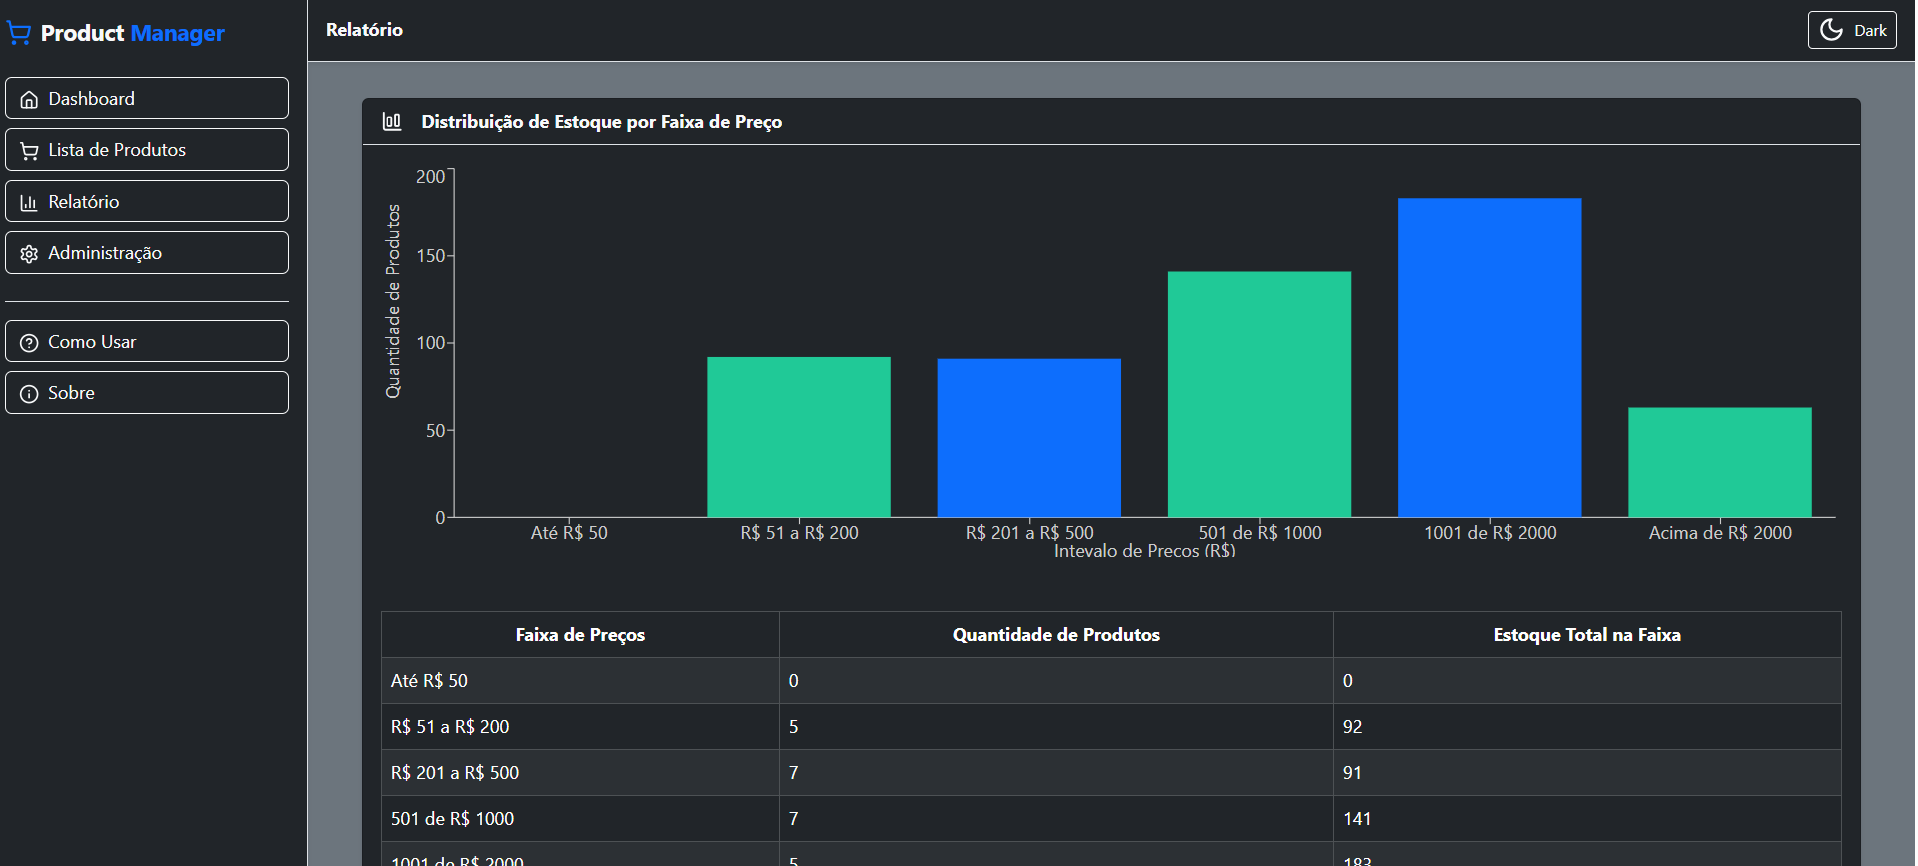 Product Manager
Dashboard
Lista de Produtos
Relatório
Administração
Como Usar
Sobre
Relatório
Dark
Distribuição de Estoque por Faixa de Preço
Quantidade de Produtos
200
150
100
50
0
Até R$ 50
R$ 51 a R$ 200
R$ 201 a R$ 500
501 de R$ 1000
1001 de R$ 2000
Acima de R$ 2000
Intevalo de Preços (R$)
Faixa de Preços Quantidade de Produtos Estoque Total na Faixa
Até R$ 50 0 0
R$ 51 a R$ 200 5 92
R$ 201 a R$ 500 7 91
501 de R$ 1000 7 141
1001 de R$ 2000 5 183